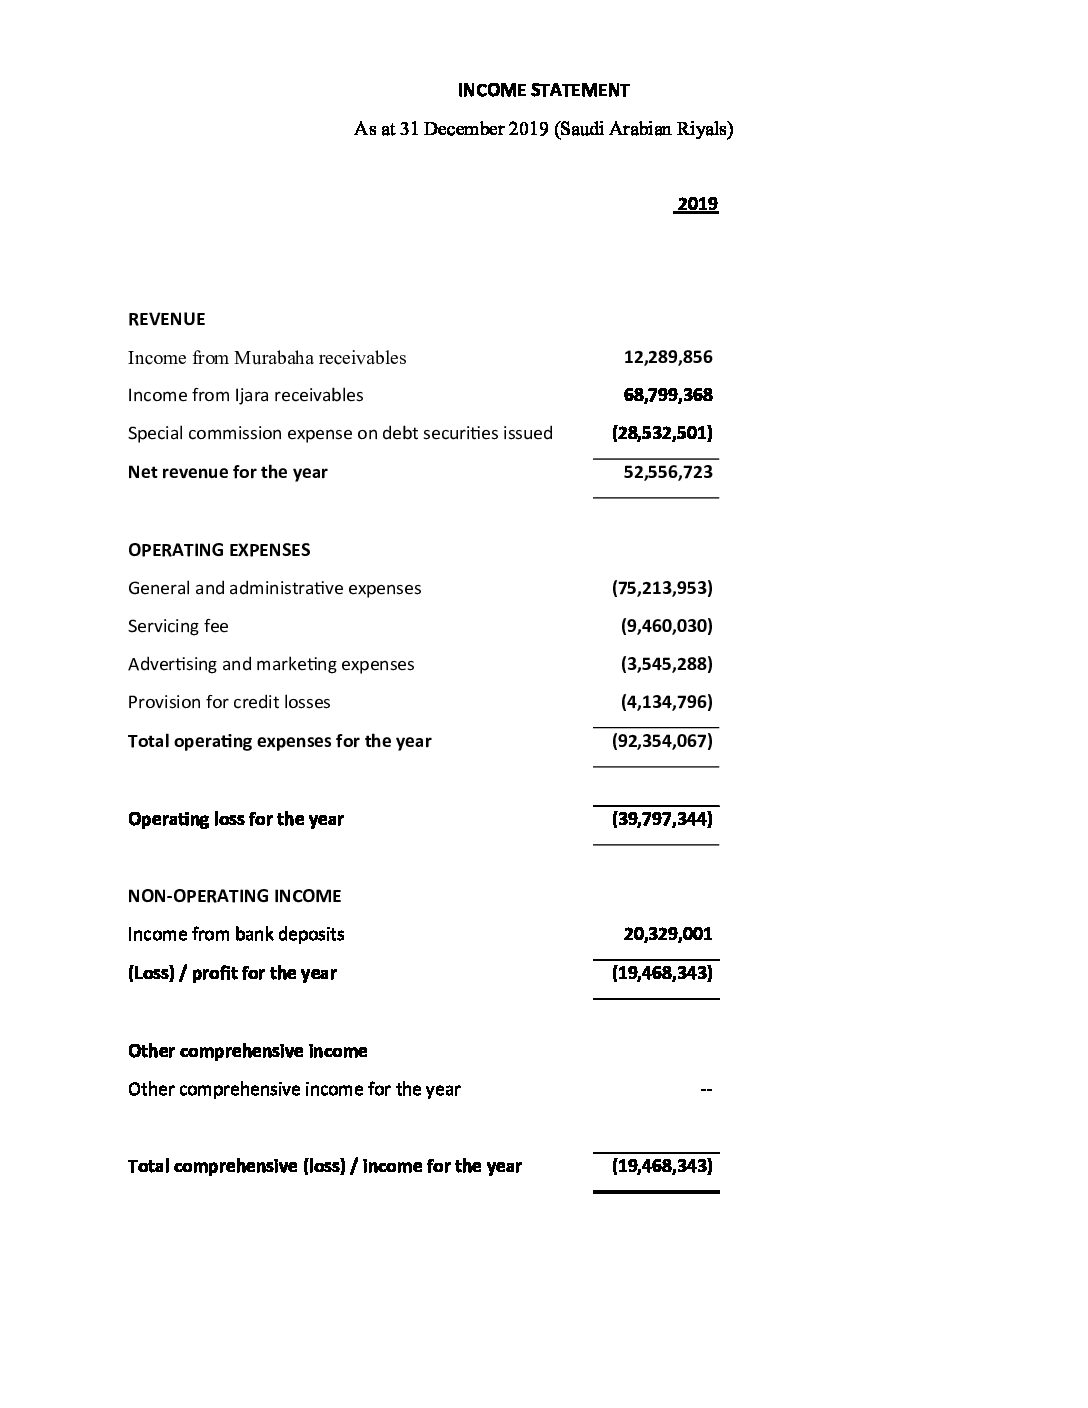 INCOME STATEMENT
As at 31 December 2019 (Saudi Arabian Riyals)
2019
REVENUE
Income from Murabaha receivables 12,289,856
Income from Ijara receivables 68,799,368
Special commission expense on debt securities issued (28,532,501)
Net revenue for the year 52,556,723
OPERATING EXPENSES
General and administrative expenses (75,213,953)
Servicing fee (9,460,030)
Advertising and marketing expenses (3,545,288)
Provision for credit losses (4,134,796)
Total operating expenses for the year (92,354,067)
Operating loss for the year (39,797,344)
NON-OPERATING INCOME
Income from bank deposits 20,329,001
(Loss) / profit for the year (19,468,343)
Other comprehensive income
Other comprehensive income for the year --
Total comprehensive (loss) / income for the year (19,468,343)